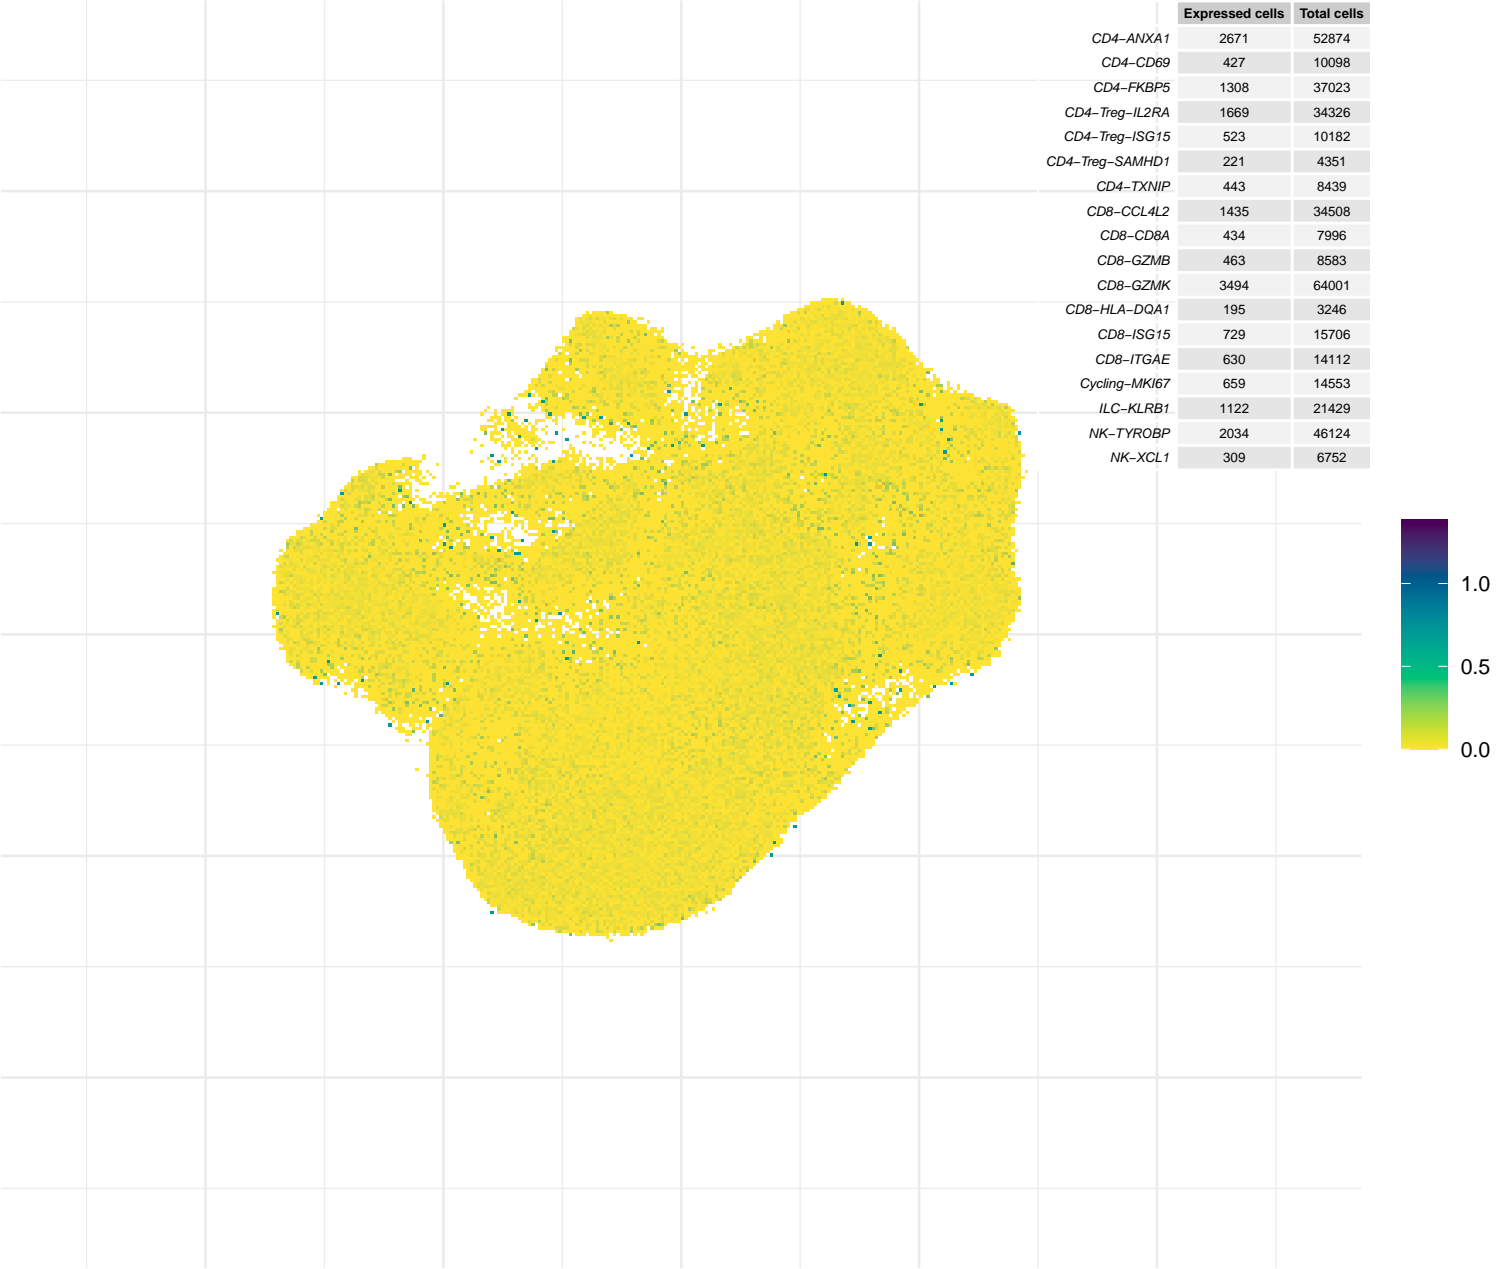 Expressed cells Total cells
CD4−ANXA1 2671 52874
CD4−CD69 427 10098
CD4−FKBP5 1308 37023
CD4−Treg−IL2RA 1669 34326
CD4−Treg−ISG15 523 10182
CD4−Treg−SAMHD1 221 4351
CD4−TXNIP 443 8439
CD8−CCL4L2 1435 34508
CD8−CD8A 434 7996
CD8−GZMB 463 8583
CD8−GZMK 3494 64001
CD8−HLA−DQA1 195 3246
CD8−ISG15 729 15706
CD8−ITGAE 630 14112
Cycling−MKI67 659 14553
ILC−KLRB1 1122 21429
NK−TYROBP 2034 46124
NK−XCL1 309 6752
1.0
0.5
0.0